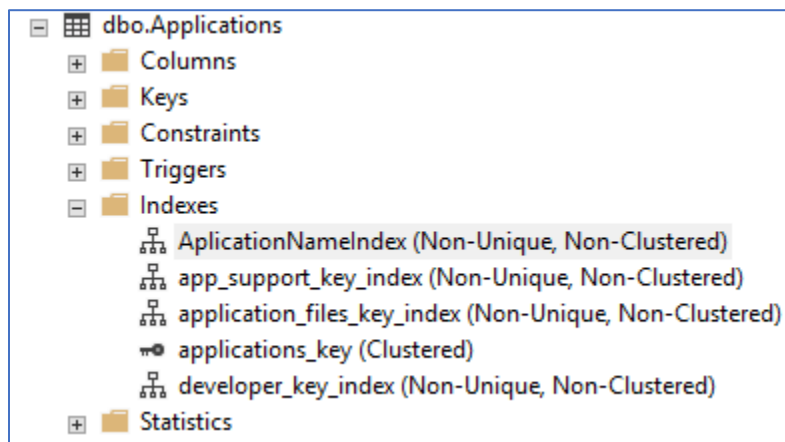 dbo.Applications
Columns
Keys
Constraints
Triggers
Indexes
AplicationNameIndex (Non-Unique, Non-Clustered)
app_support_key_index (Non-Unique, Non-Clustered)
application_files_key_index (Non-Unique, Non-Clustered)
applications_key (Clustered)
developer_key_index (Non-Unique, Non-Clustered)
Statistics